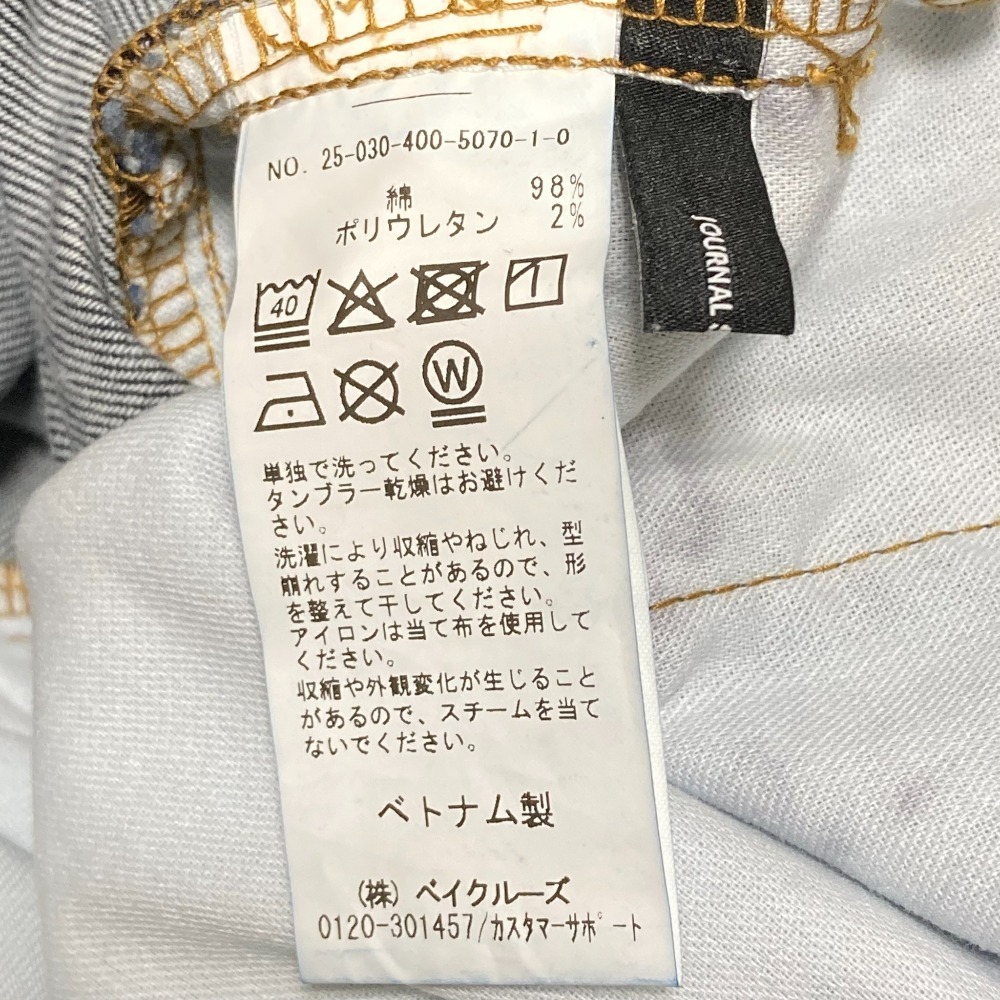 NO. 25-030-400-5070-1-0
綿 98%
ポリウレタン 2%
40
W
単独で洗ってください。
タンブラー乾燥はお避けくだ
さい。
洗濯により収縮やねじれ、型
崩れすることがあるので、形
を整えて干してください。
アイロンは当て布を使用して
ください。
収縮や外観変化が生じること
があるので、スチームを当て
ないでください。
ベトナム製
(株) ベイクルーズ
0120-301457/カスタマーサポート
JOURNAL S